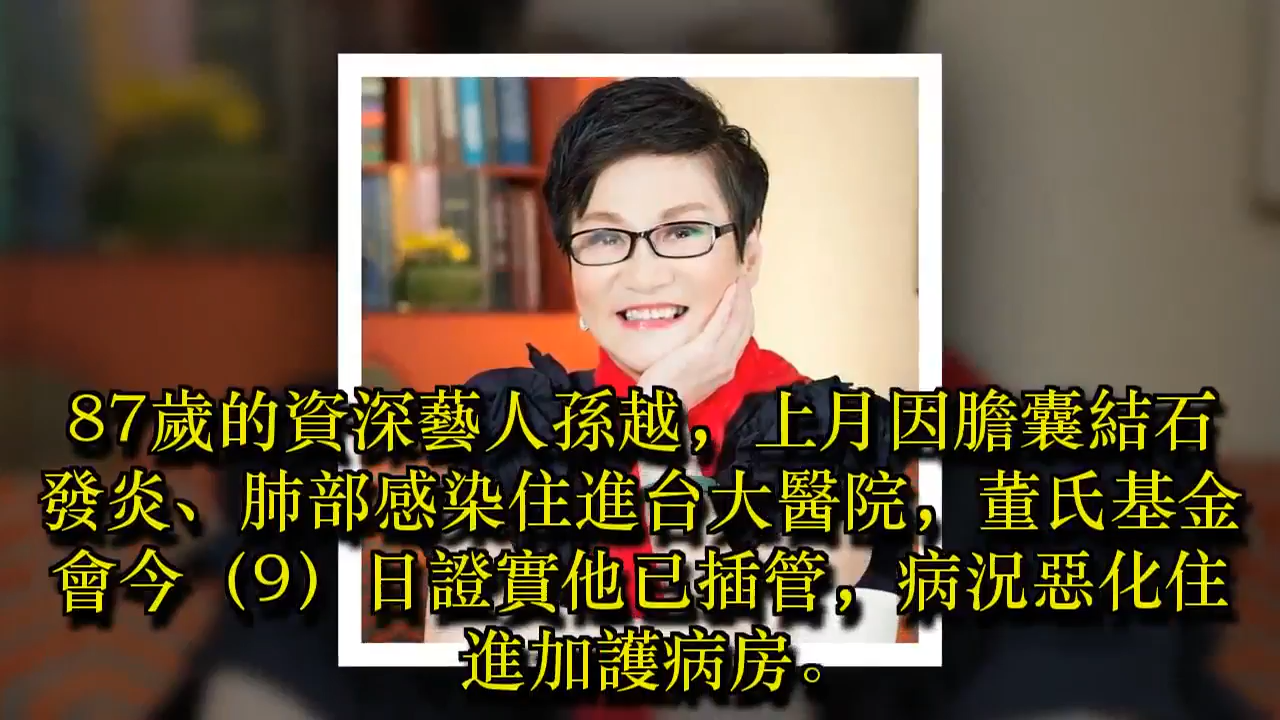 87歲的資深藝人孫越，上月因膽囊結石
發炎、肺部感染住進台大醫院，董氏基金
會今（9）日證實他已插管，病況惡化住
進加護病房。